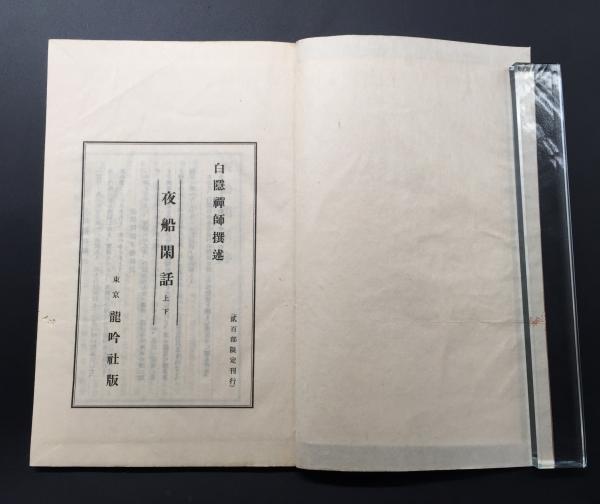 白隱禪師撰述
（貳百部限定刊行）
夜船閑話 上下
東京 龍吟社版